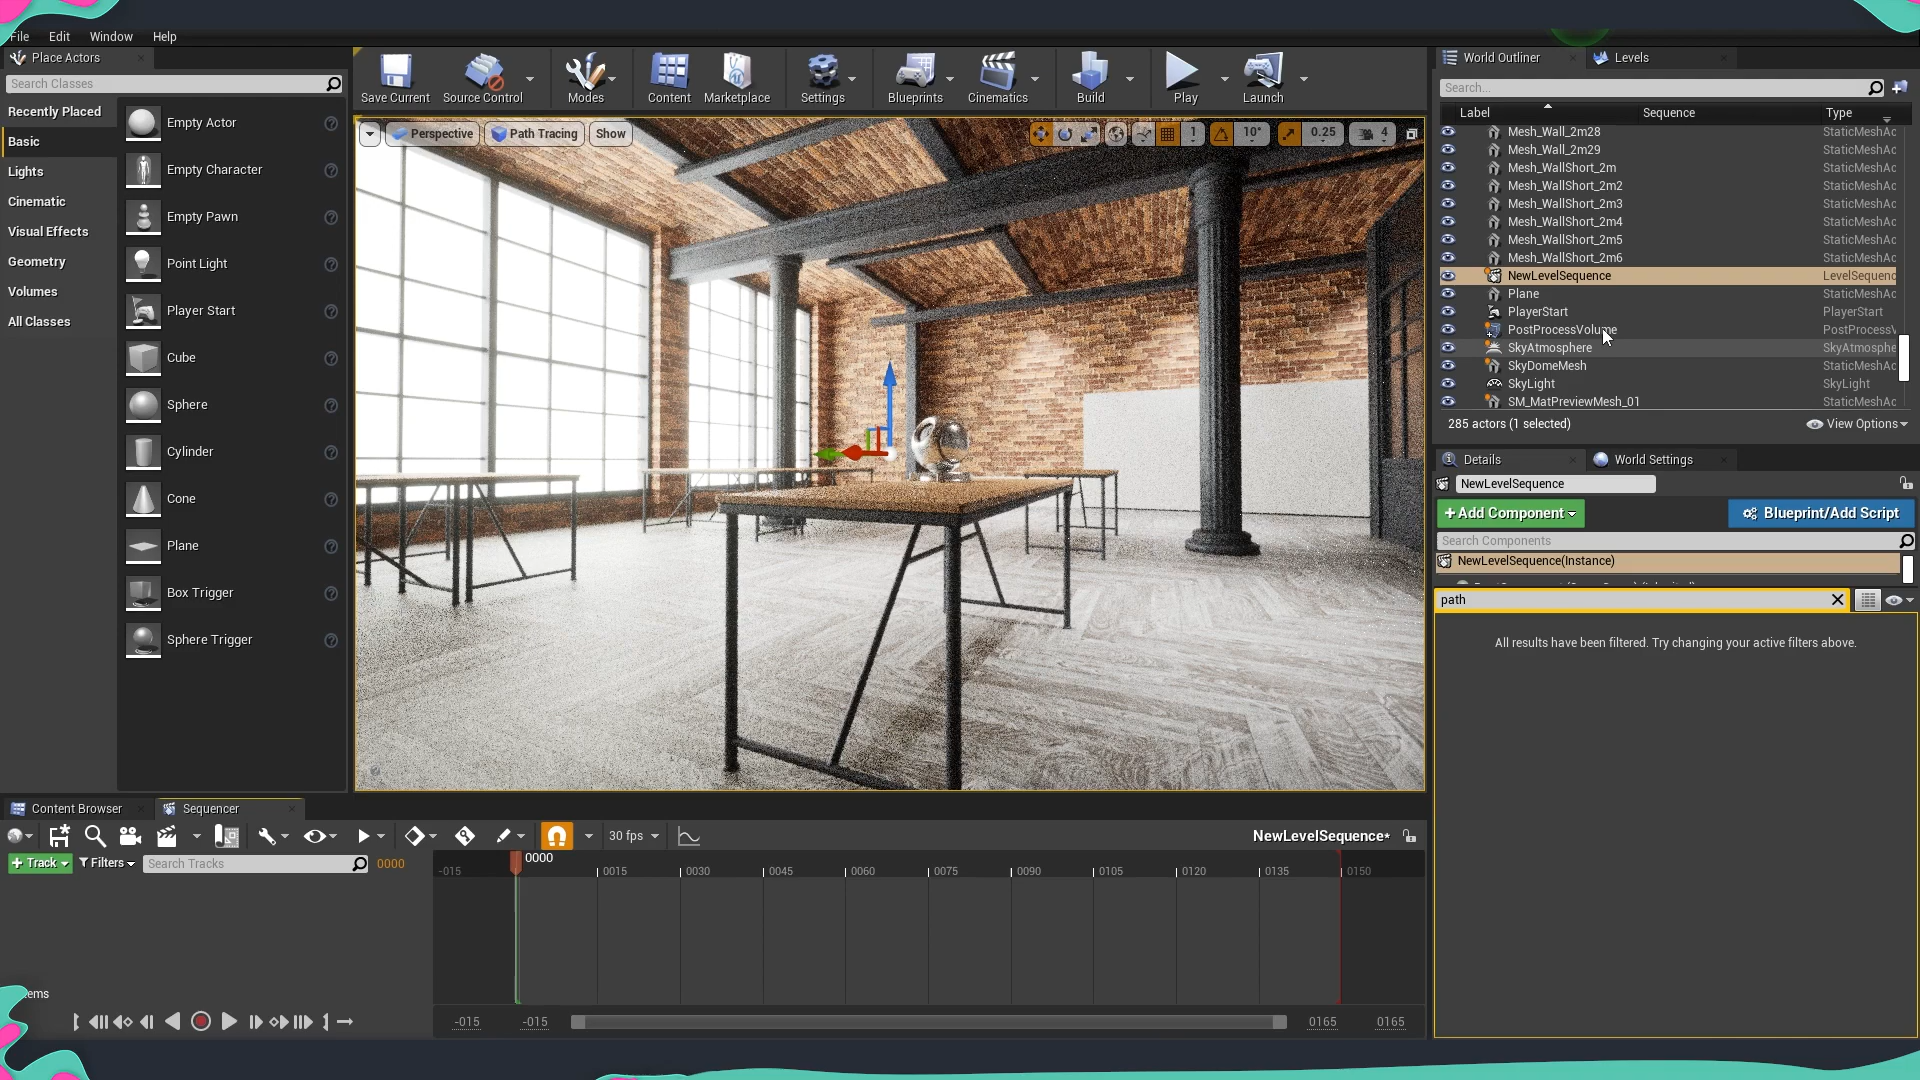 File Edit Window Help
Place Actors
Search Classes
Recently Placed
Basic
Lights
Cinematic
Visual Effects
Geometry
Volumes
All Classes
Empty Actor
Empty Character
Empty Pawn
Point Light
Player Start
Cube
Sphere
Cylinder
Cone
Plane
Box Trigger
Sphere Trigger
Save Current
Source Control
Modes
Content
Marketplace
Settings
Blueprints
Cinematics
Build
Play
Launch
Perspective
Path Tracing
Show
1
10°
0.25
4
World Outliner
Levels
Search...
Label Sequence Type
Mesh_Wall_2m28 StaticMeshAc
Mesh_Wall_2m29 StaticMeshAc
Mesh_WallShort_2m StaticMeshAc
Mesh_WallShort_2m2 StaticMeshAc
Mesh_WallShort_2m3 StaticMeshAc
Mesh_WallShort_2m4 StaticMeshAc
Mesh_WallShort_2m5 StaticMeshAc
Mesh_WallShort_2m6 StaticMeshAc
NewLevelSequence LevelSequenc
Plane StaticMeshAc
PlayerStart PlayerStart
PostProcessVolume PostProcessV
SkyAtmosphere SkyAtmosphe
SkyDomeMesh StaticMeshAc
SkyLight SkyLight
SM_MatPreviewMesh_01 StaticMeshAc
285 actors (1 selected)
View Options
Details
World Settings
NewLevelSequence
+Add Component
Blueprint/Add Script
Search Components
NewLevelSequence(Instance)
path
All results have been filtered. Try changing your active filters above.
Content Browser
Sequencer
30 fps
NewLevelSequence*
+ Track
Filters
Search Tracks
0000
0000
-015 0015 0030 0045 0060 0075 0090 0105 0120 0135 0150
ems
-015 -015 0165 0165